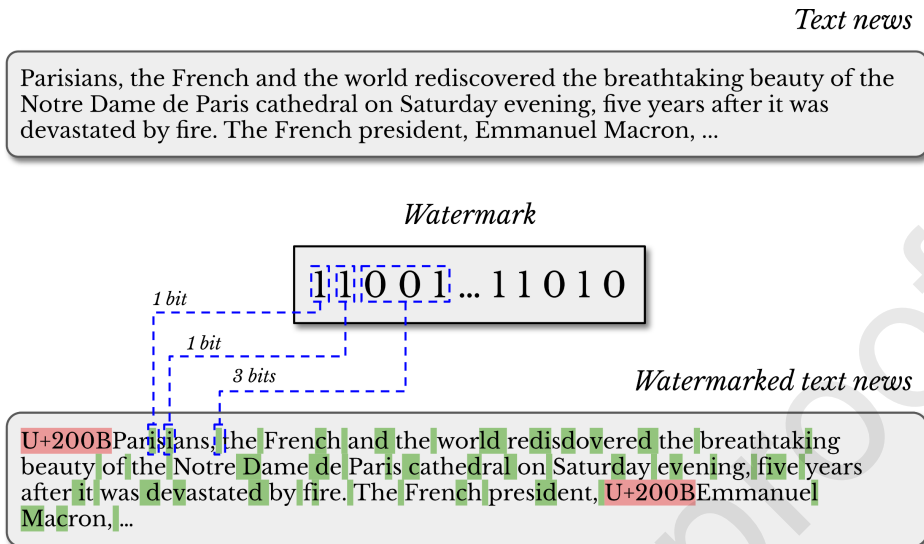 Text news
Parisians, the French and the world rediscovered the breathtaking beauty of the
Notre Dame de Paris cathedral on Saturday evening, five years after it was
devastated by fire. The French president, Emmanuel Macron, ...
Watermark
1 1 0 0 1 ... 1 1 0 1 0
1 bit
1 bit
3 bits
Watermarked text news
U+200BParisians, the French and the world redisdovered the breathtaking
beauty of the Notre Dame de Paris cathedral on Saturday evening, five years
after it was devastated by fire. The French president, U+200BEmmanuel
Macron, ...
proof